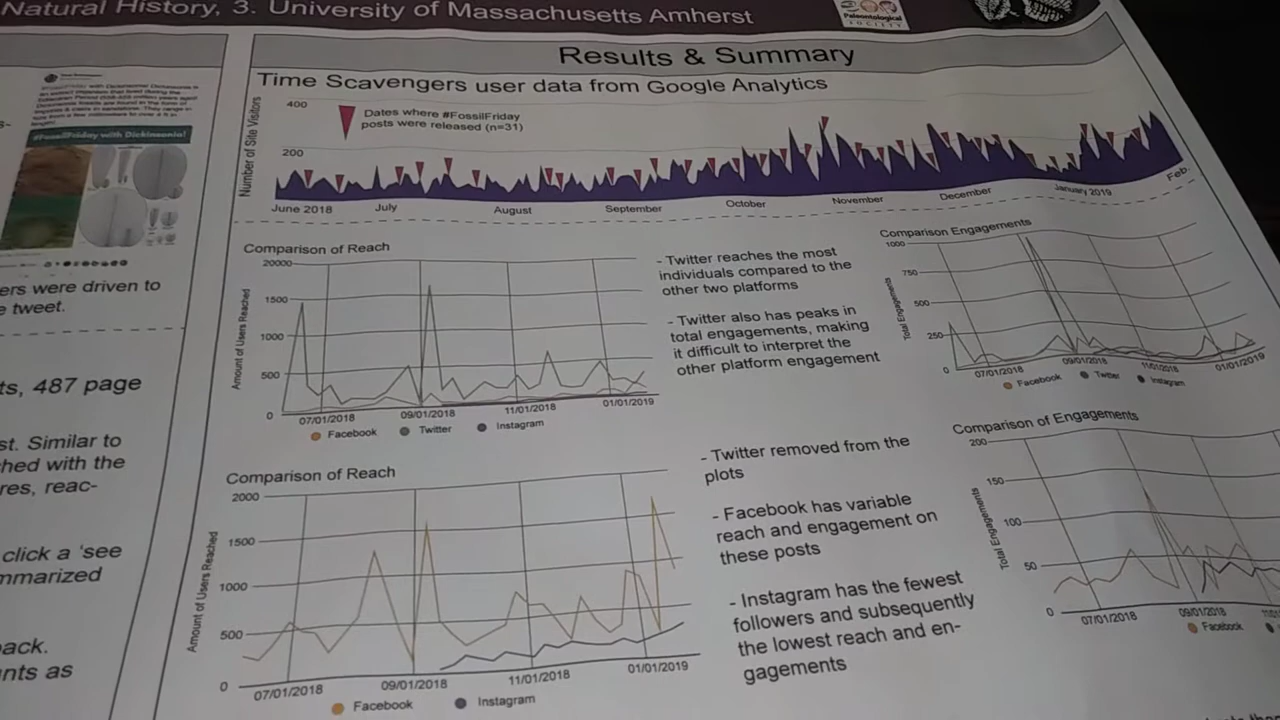 Natural History, 3. University of Massachusetts Amherst
Paleontological
SOCIETY
Results & Summary
#FossilFriday with Dickinsonia!
ers were driven to
e tweet.
ts, 487 page
st. Similar to
hed with the
res, reac-
click a 'see
mmarized
back.
nts as
Time Scavengers user data from Google Analytics
Number of Site Visitors
400
200
Dates where #FossilFriday
posts were released (n=31)
June 2018
July
August
September
October
November
December
January 2019
Feb.
Comparison of Reach
Amount of Users Reached
20000
1500
1000
500
0
07/01/2018
09/01/2018
11/01/2018
01/01/2019
Facebook
Twitter
Instagram
- Twitter reaches the most
individuals compared to the
other two platforms
- Twitter also has peaks in
total engagements, making
it difficult to interpret the
other platform engagement
Comparison Engagements
Total Engagements
1000
750
500
250
0
07/01/2018
09/01/2018
11/01/2018
01/01/2019
Facebook
Twitter
Instagram
Comparison of Reach
Amount of Users Reached
2000
1500
1000
500
0
07/01/2018
09/01/2018
11/01/2018
01/01/2019
Facebook
Instagram
- Twitter removed from the
plots
- Facebook has variable
reach and engagement on
these posts
- Instagram has the fewest
followers and subsequently
the lowest reach and en-
gagements
Comparison of Engagements
Total Engagements
200
150
100
50
0
07/01/2018
09/01/2018
Facebook